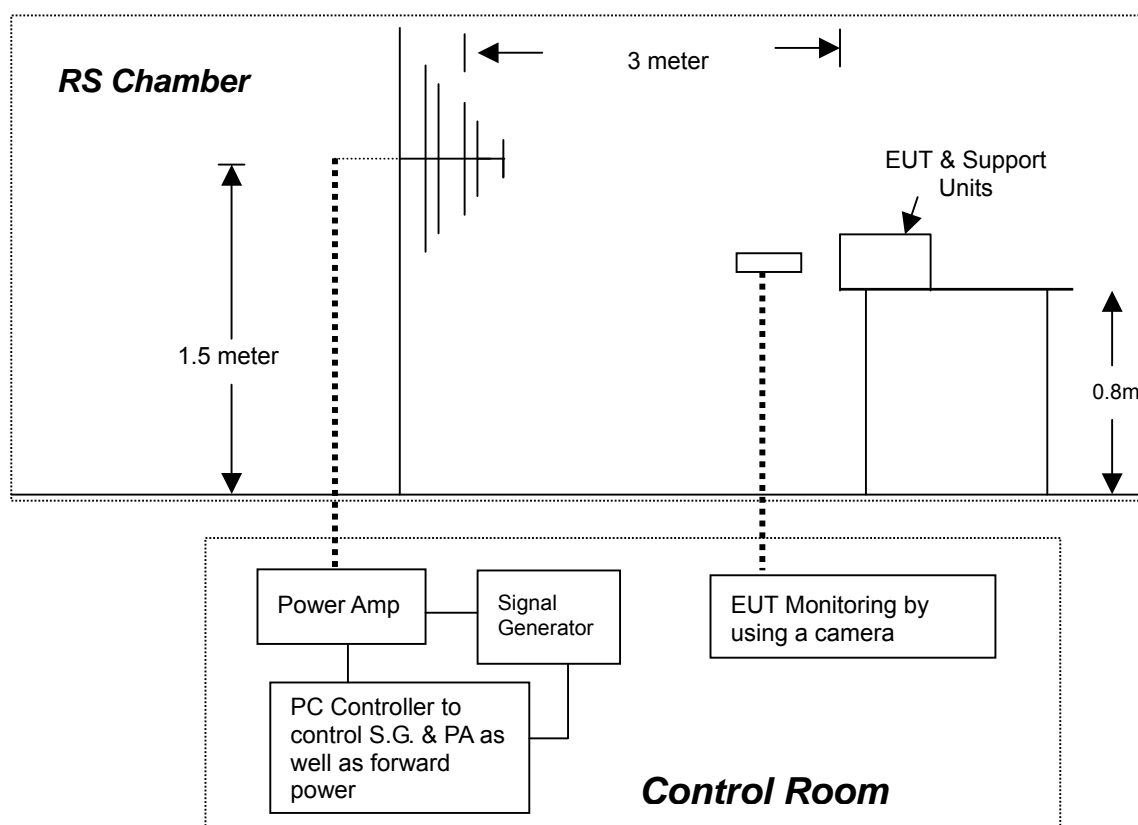 3 meter
RS Chamber
EUT & Support
Units
1.5 meter
0.8m
Power Amp
Signal
Generator
EUT Monitoring by
using a camera
PC Controller to
control S.G. & PA as
well as forward
power
Control Room